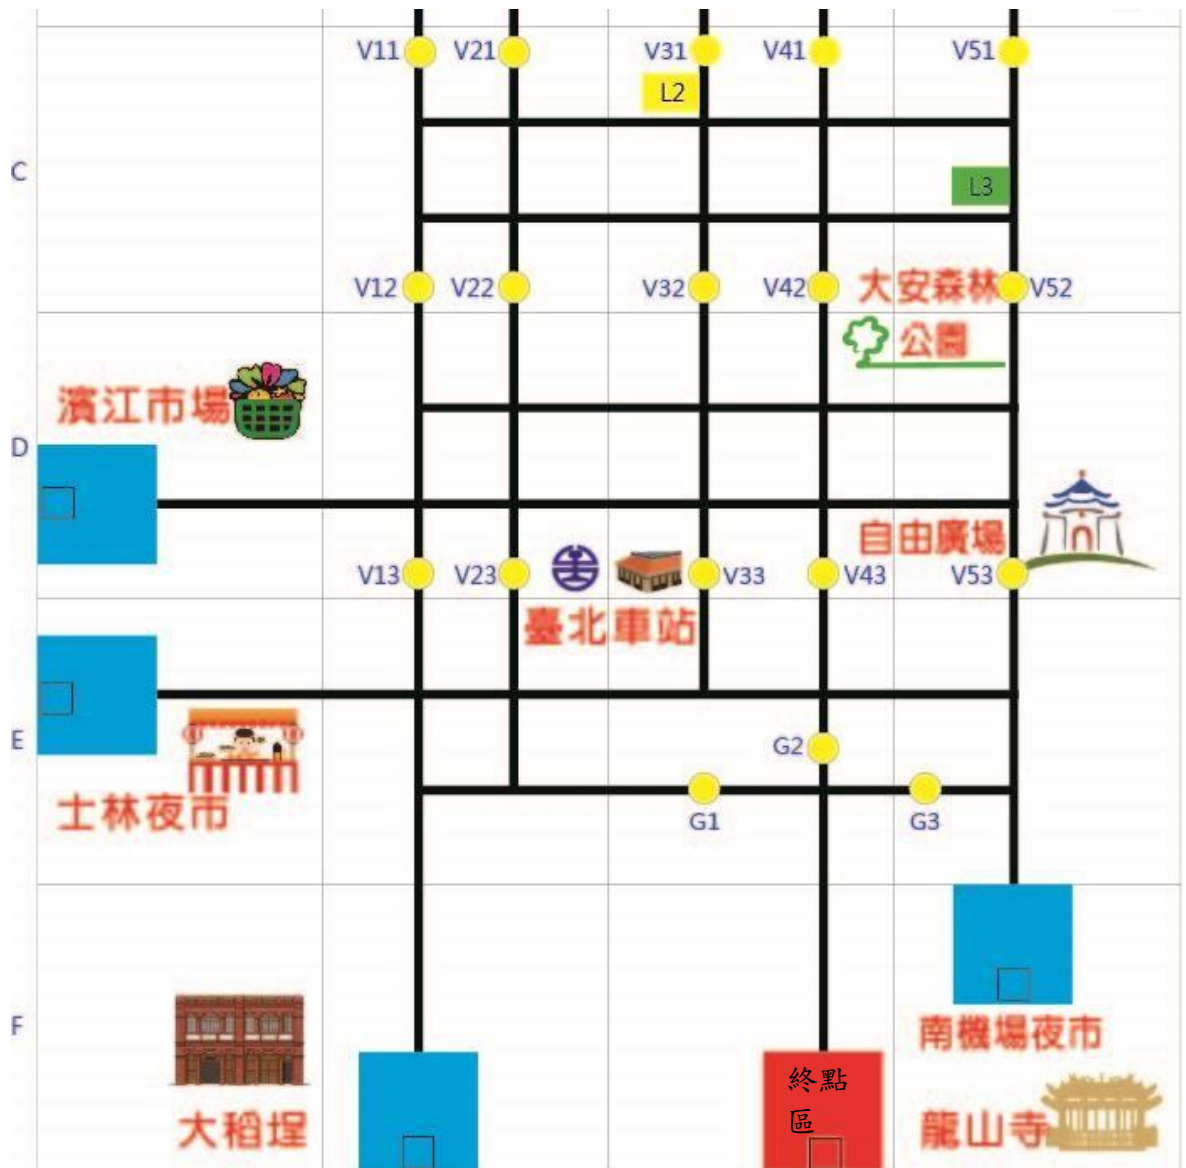 V11 V21 V31 V41 V51
L2
C
L3
V12 V22 V32 V42 大安森林 V52
公園
濱江市場
D
自由廣場
V13 V23 V33 V43 V53
臺北車站
E
G2
士林夜市
G1 G3
F
南機場夜市
終點
區
大稻埕 龍山寺